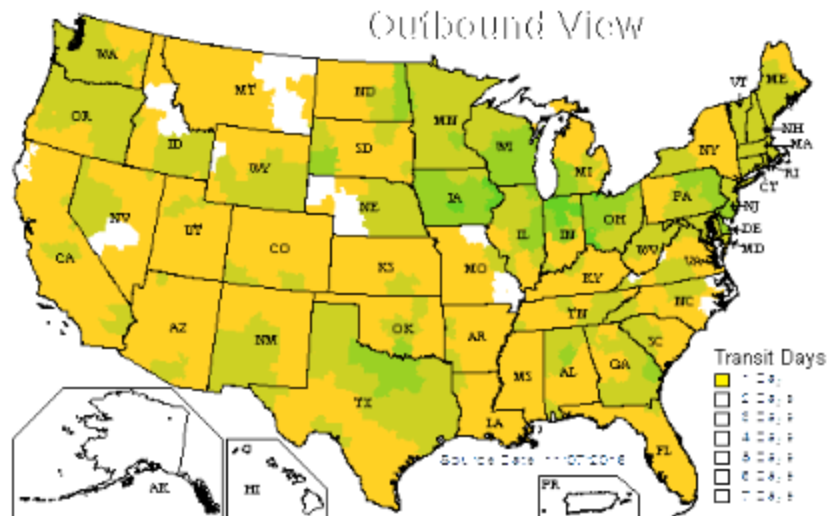 Outbound View
WA
MT
ND
MN
VT
ME
OR
ID
WY
SD
WI
MI
NY
NH
MA
RI
CT
NV
UT
CO
NE
IA
IL
IN
OH
PA
NJ
DE
MD
CA
KS
MO
KY
WV
VA
AZ
NM
OK
AR
TN
NC
SC
TX
LA
MS
AL
GA
FL
AK
HI
PR
Transit Days
Source Date